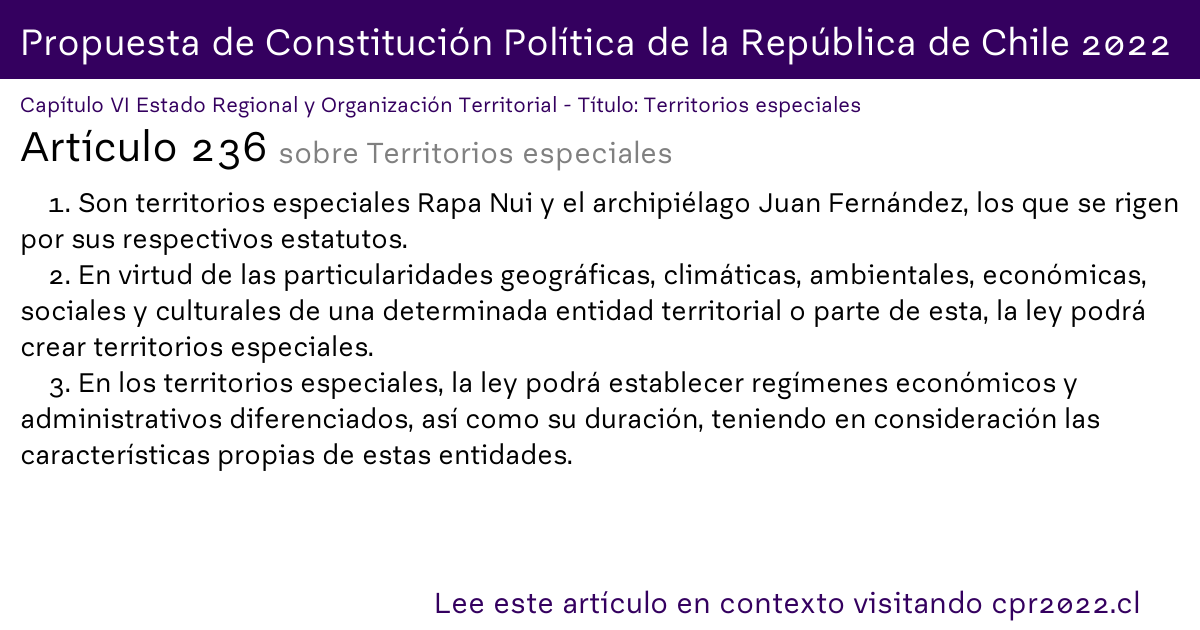 Propuesta de Constitución Política de la República de Chile 2022
Capítulo VI Estado Regional y Organización Territorial - Título: Territorios especiales
Artículo 236 sobre Territorios especiales
1. Son territorios especiales Rapa Nui y el archipiélago Juan Fernández, los que se rigen
por sus respectivos estatutos.
2. En virtud de las particularidades geográficas, climáticas, ambientales, económicas,
sociales y culturales de una determinada entidad territorial o parte de esta, la ley podrá
crear territorios especiales.
3. En los territorios especiales, la ley podrá establecer regímenes económicos y
administrativos diferenciados, así como su duración, teniendo en consideración las
características propias de estas entidades.
Lee este artículo en contexto visitando cpr2022.cl